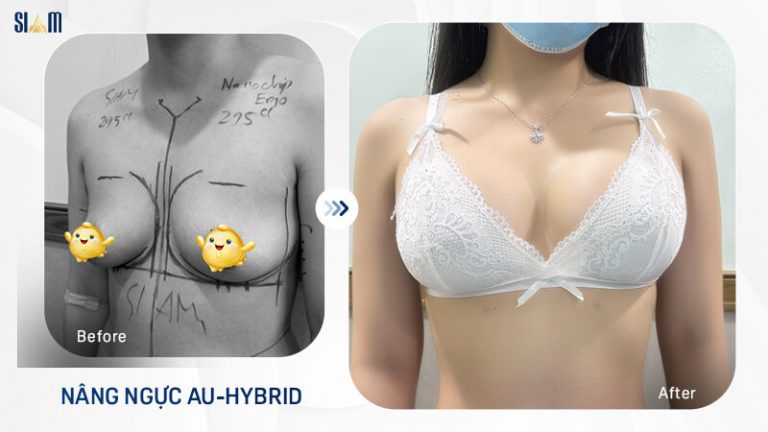 SIAM
SIAM
295cc
Nanochip
Ergo
295cc
SIAM
Before
After
NÂNG NGỰC AU-HYBRID